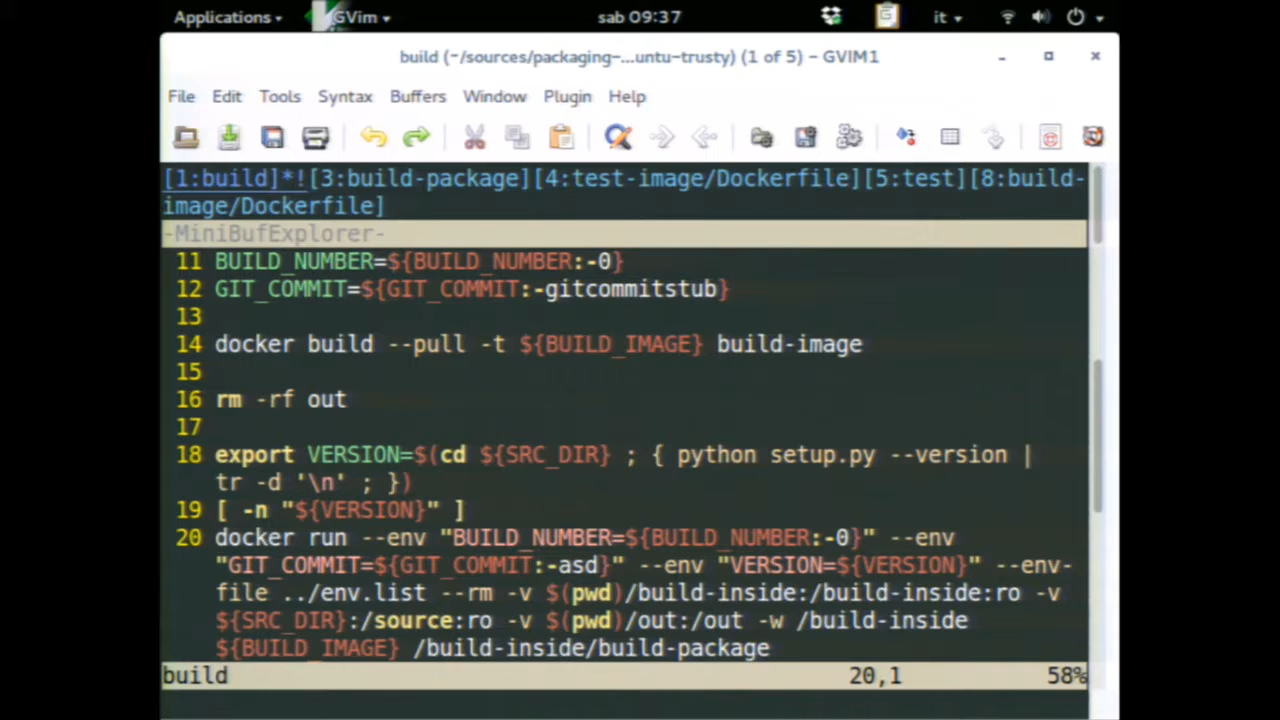 Applications GVim sab 09:37 it
build (~/sources/packaging-...untu-trusty) (1 of 5) - GVIM1
File Edit Tools Syntax Buffers Window Plugin Help
[1:build]*![3:build-package][4:test-image/Dockerfile][5:test][8:build-
image/Dockerfile]
-MiniBufExplorer-
11 BUILD_NUMBER=${BUILD_NUMBER:-0}
12 GIT_COMMIT=${GIT_COMMIT:-gitcommitstub}
13
14 docker build --pull -t ${BUILD_IMAGE} build-image
15
16 rm -rf out
17
18 export VERSION=$(cd ${SRC_DIR} ; { python setup.py --version |
tr -d '\n' ; })
19 [ -n "${VERSION}" ]
20 docker run --env "BUILD_NUMBER=${BUILD_NUMBER:-0}" --env
"GIT_COMMIT=${GIT_COMMIT:-asd}" --env "VERSION=${VERSION}" --env-
file ../env.list --rm -v $(pwd)/build-inside:/build-inside:ro -v
${SRC_DIR}:/source:ro -v $(pwd)/out:/out -w /build-inside
${BUILD_IMAGE} /build-inside/build-package
build 20,1 58%